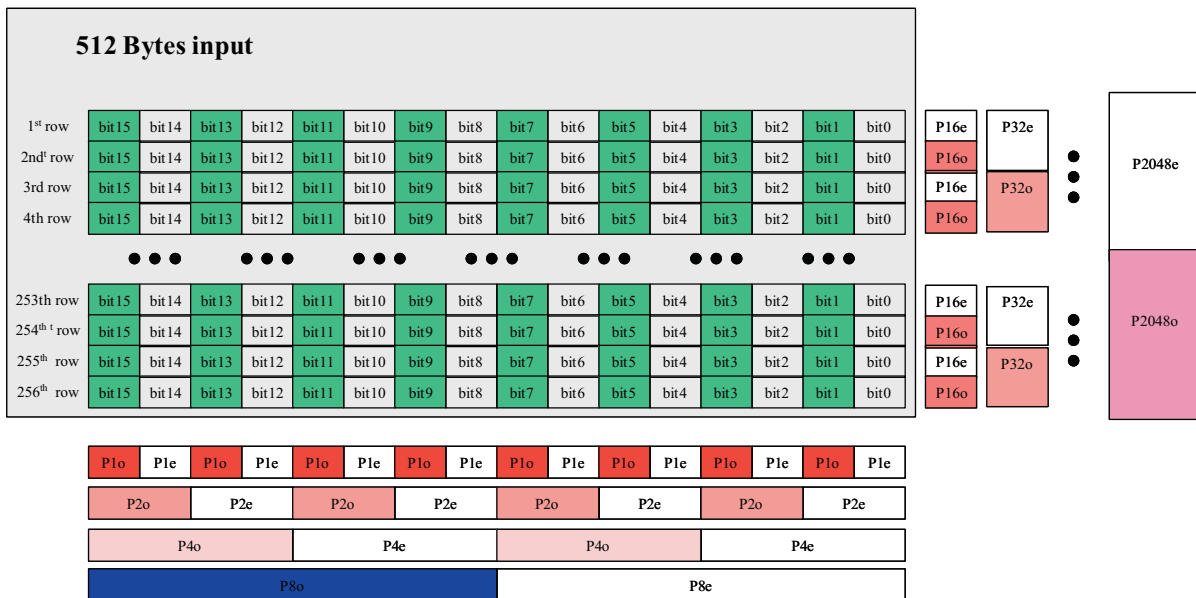 512 Bytes input
1st row bit15 bit14 bit13 bit12 bit11 bit10 bit9 bit8 bit7 bit6 bit5 bit4 bit3 bit2 bit1 bit0 P16e P32e
2ndt row bit15 bit14 bit13 bit12 bit11 bit10 bit9 bit8 bit7 bit6 bit5 bit4 bit3 bit2 bit1 bit0 P16o P2048e
3rd row bit15 bit14 bit13 bit12 bit11 bit10 bit9 bit8 bit7 bit6 bit5 bit4 bit3 bit2 bit1 bit0 P16e P32o
4th row bit15 bit14 bit13 bit12 bit11 bit10 bit9 bit8 bit7 bit6 bit5 bit4 bit3 bit2 bit1 bit0 P16o
253th row bit15 bit14 bit13 bit12 bit11 bit10 bit9 bit8 bit7 bit6 bit5 bit4 bit3 bit2 bit1 bit0 P16e P32e
254th t row bit15 bit14 bit13 bit12 bit11 bit10 bit9 bit8 bit7 bit6 bit5 bit4 bit3 bit2 bit1 bit0 P16o P2048o
255th row bit15 bit14 bit13 bit12 bit11 bit10 bit9 bit8 bit7 bit6 bit5 bit4 bit3 bit2 bit1 bit0 P16e P32o
256th row bit15 bit14 bit13 bit12 bit11 bit10 bit9 bit8 bit7 bit6 bit5 bit4 bit3 bit2 bit1 bit0 P16o
P1o P1e P1o P1e P1o P1e P1o P1e P1o P1e P1o P1e P1o P1e P1o P1e
P2o P2e P2o P2e P2o P2e P2o P2e
P4o P4e P4o P4e
P8o P8e